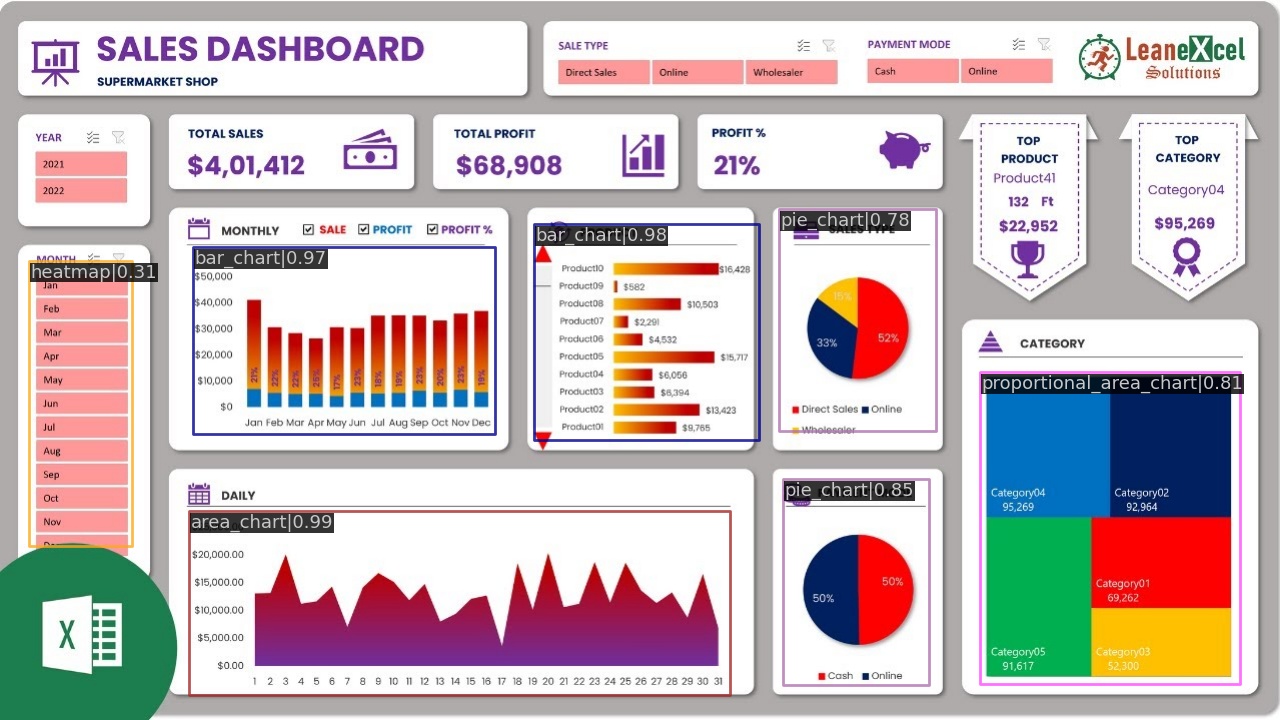 SALES DASHBOARD
SUPERMARKET SHOP
SALE TYPE
Direct Sales Online Wholesaler
PAYMENT MODE
Cash Online
LeaneXcel
Solutions
YEAR
2021
2022
TOTAL SALES
$4,01,412
TOTAL PROFIT
$68,908
PROFIT %
21%
TOP
PRODUCT
Product41
132 Ft
$22,952
TOP
CATEGORY
Category04
$95,269
MONTH
heatmap|0.31
Jan
Feb
Mar
Apr
May
Jun
Jul
Aug
Sep
Oct
Nov
X
MONTHLY SALE PROFIT PROFIT %
bar_chart|0.97
$50,000
$40,000
$30,000
$20,000
$10,000
$0
21% 22% 22% 25% 17% 23% 18% 19% 23% 20% 23% 19%
Jan Feb Mar Apr May Jun Jul Aug Sep Oct Nov Dec
bar_chart|0.98
Product10 $16,428
Product09 $582
Product08 $10,503
Product07 $2,291
Product06 $4,532
Product05 $15,717
Product04 $6,056
Product03 $6,394
Product02 $13,423
Product01 $9,765
pie_chart|0.78
SALES TYPE
15%
33%
52%
Direct Sales Online
Wholesaler
CATEGORY
proportional_area_chart|0.81
Category04
95,269
Category02
92,964
Category01
69,262
Category05
91,617
Category03
52,300
DAILY
area_chart|0.99
$20,000.00
$15,000.00
$10,000.00
$5,000.00
$0.00
1 2 3 4 5 6 7 8 9 10 11 12 13 14 15 16 17 18 19 20 21 22 23 24 25 26 27 28 29 30 31
pie_chart|0.85
50%
50%
Cash Online